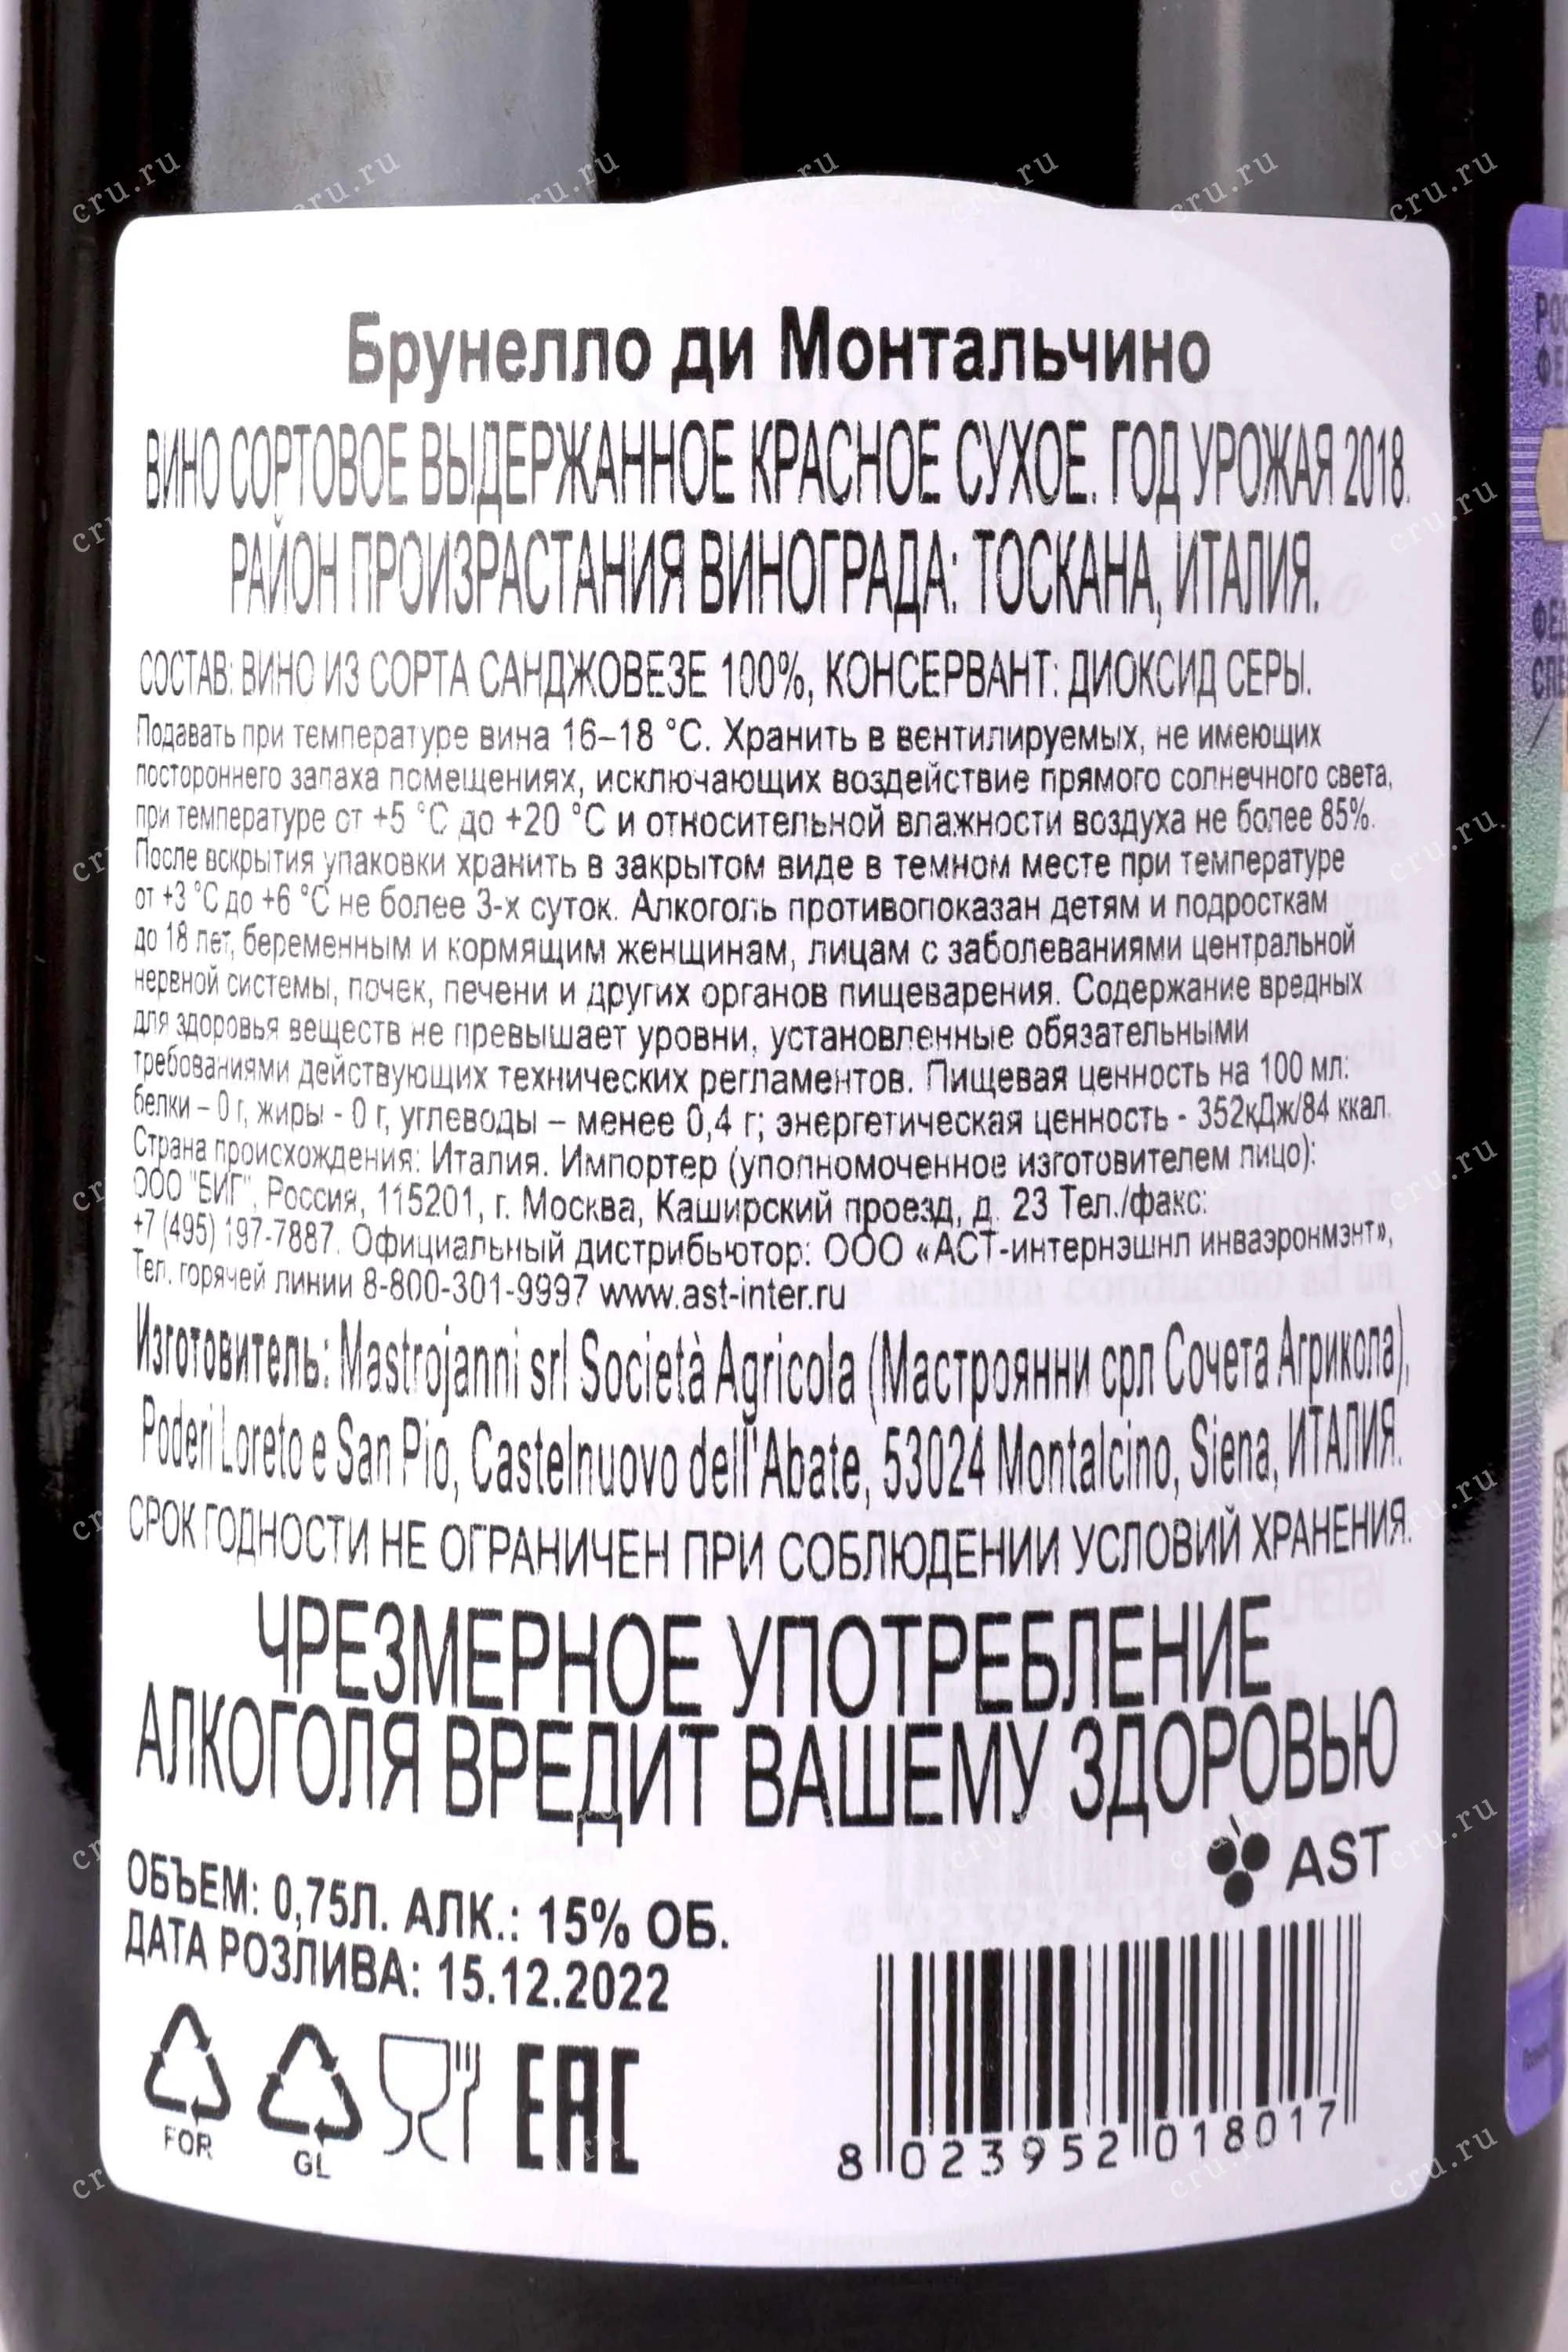 Брунелло ди Монтальчино
ВИНО СОРТОВОЕ ВЫДЕРЖАННОЕ КРАСНОЕ СУХОЕ. ГОД УРОЖАЯ 2018.
РАЙОН ПРОИЗРАСТАНИЯ ВИНОГРАДА: ТОСКАНА, ИТАЛИЯ.
СОСТАВ: ВИНО ИЗ СОРТА САНДЖОВЕЗЕ 100%, КОНСЕРВАНТ: ДИОКСИД СЕРЫ.
Подавать при температуре вина 16–18 °С. Хранить в вентилируемых, не имеющих
постороннего запаха помещениях, исключающих воздействие прямого солнечного света,
при температуре от +5 °С до +20 °С и относительной влажности воздуха не более 85%.
После вскрытия упаковки хранить в закрытом виде в темном месте при температуре
от +3 °С до +6 °С не более 3-х суток. Алкоголь противопоказан детям и подросткам
до 18 лет, беременным и кормящим женщинам, лицам с заболеваниями центральной
нервной системы, почек, печени и других органов пищеварения. Содержание вредных
для здоровья веществ не превышает уровни, установленные обязательными
требованиями действующих технических регламентов. Пищевая ценность на 100 мл:
белки – 0 г, жиры - 0 г, углеводы – менее 0,4 г; энергетическая ценность - 352кДж/84 ккал.
Страна происхождения: Италия. Импортер (уполномоченное изготовителем лицо):
ООО "БИГ", Россия, 115201, г. Москва, Каширский проезд, д. 23 Тел./факс:
+7 (495) 197-7887. Официальный дистрибьютор: ООО «АСТ-интернэшнл инваэронмэнт»,
Тел. горячей линии 8-800-301-9997 www.ast-inter.ru
Изготовитель: Mastrojanni srl Società Agricola (Мастроянни срл Сочета Агрикола),
Poderi Loreto e San Pio, Castelnuovo dell'Abate, 53024 Montalcino, Siena, ИТАЛИЯ.
СРОК ГОДНОСТИ НЕ ОГРАНИЧЕН ПРИ СОБЛЮДЕНИИ УСЛОВИЙ ХРАНЕНИЯ.
ЧРЕЗМЕРНОЕ УПОТРЕБЛЕНИЕ
АЛКОГОЛЯ ВРЕДИТ ВАШЕМУ ЗДОРОВЬЮ
AST
ОБЪЕМ: 0,75Л. АЛК.: 15% ОБ.
ДАТА РОЗЛИВА: 15.12.2022
FOR
GL
EAC
8 023952 018017
cru.ru